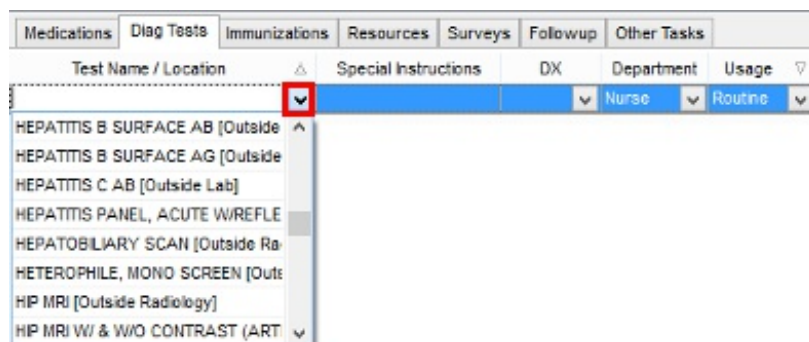 Medications Diag Tests Immunizations Resources Surveys Followup Other Tasks
Test Name / Location Special Instructions DX Department Usage
Nurse Routine
HEPATITIS B SURFACE AB [Outside
HEPATITIS B SURFACE AG [Outside
HEPATITIS C AB [Outside Lab]
HEPATITIS PANEL, ACUTE W/REFLE
HEPATOBILIARY SCAN [Outside Ra
HETEROPHILE, MONO SCREEN [Outs
HIP MRI [Outside Radiology]
HIP MRI W/ & W/O CONTRAST (ARTI